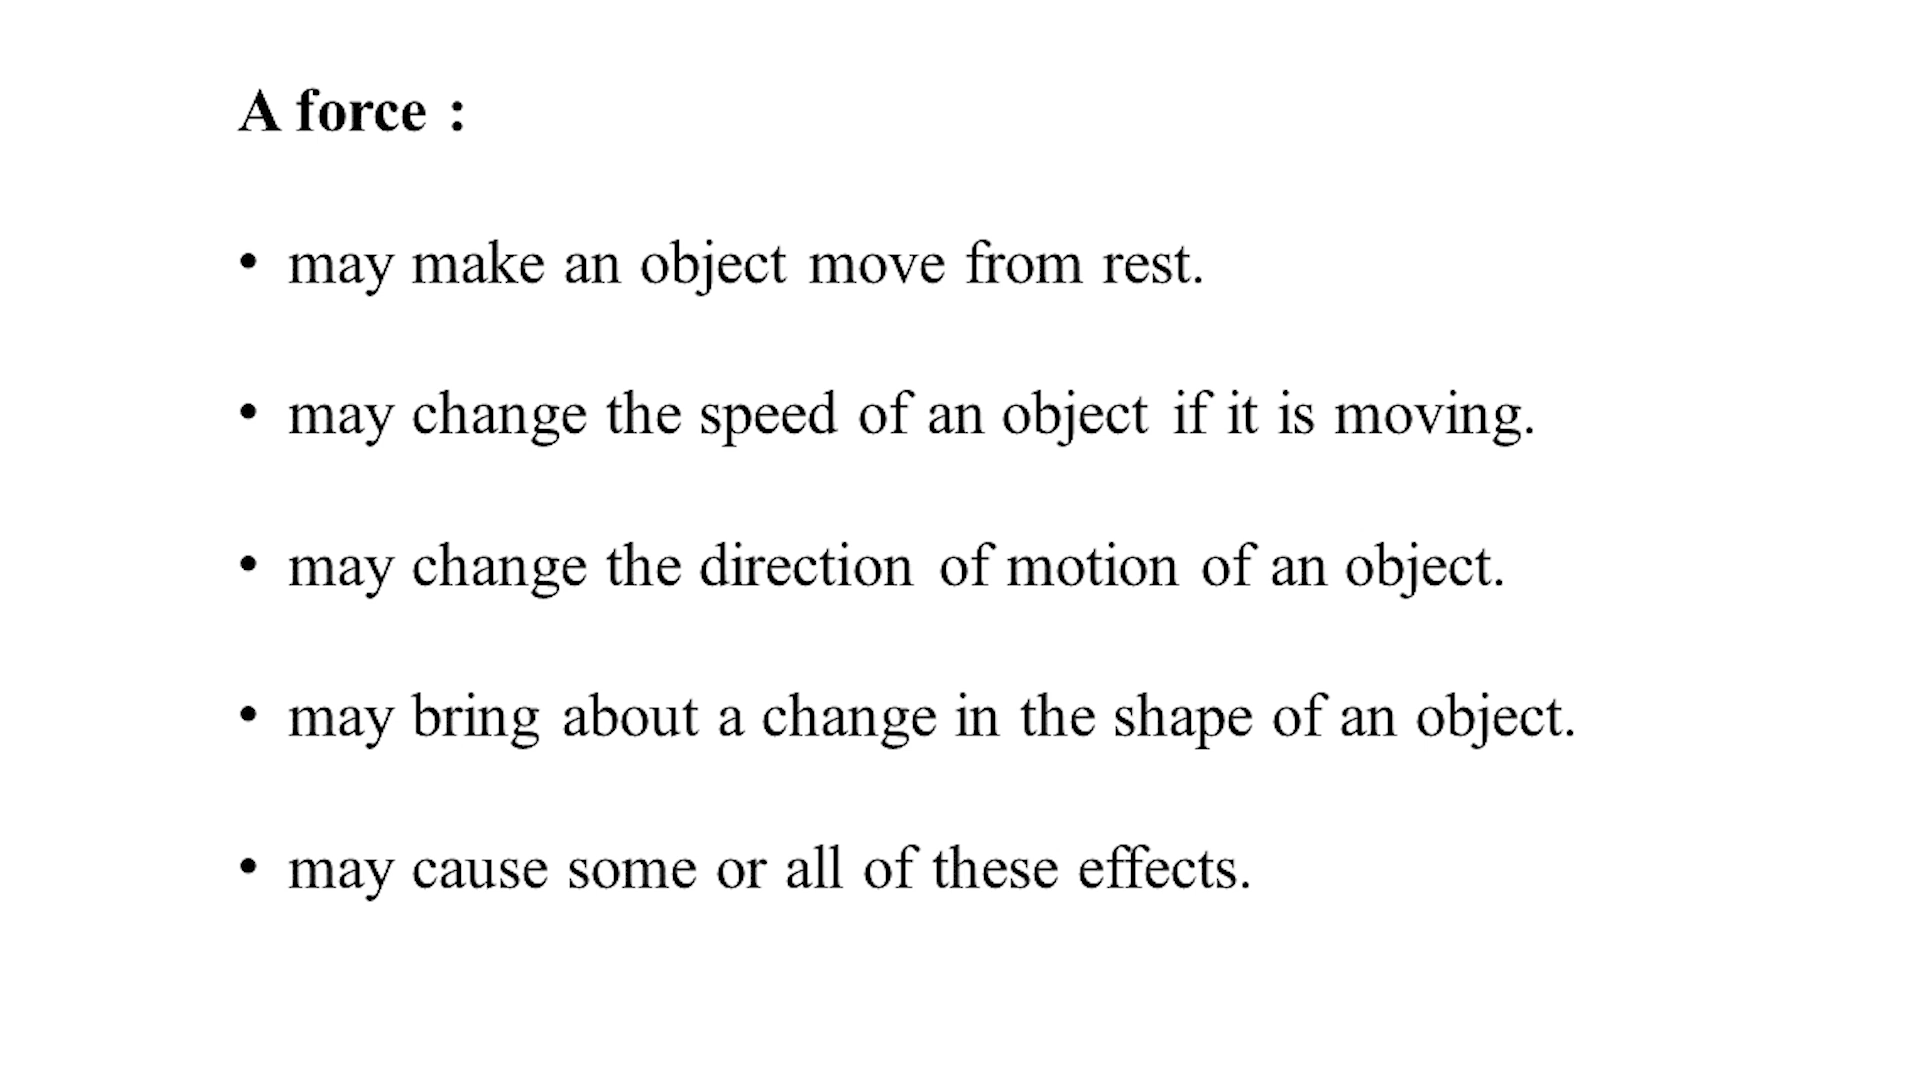 A force :
• may make an object move from rest.
• may change the speed of an object if it is moving.
• may change the direction of motion of an object.
• may bring about a change in the shape of an object.
• may cause some or all of these effects.